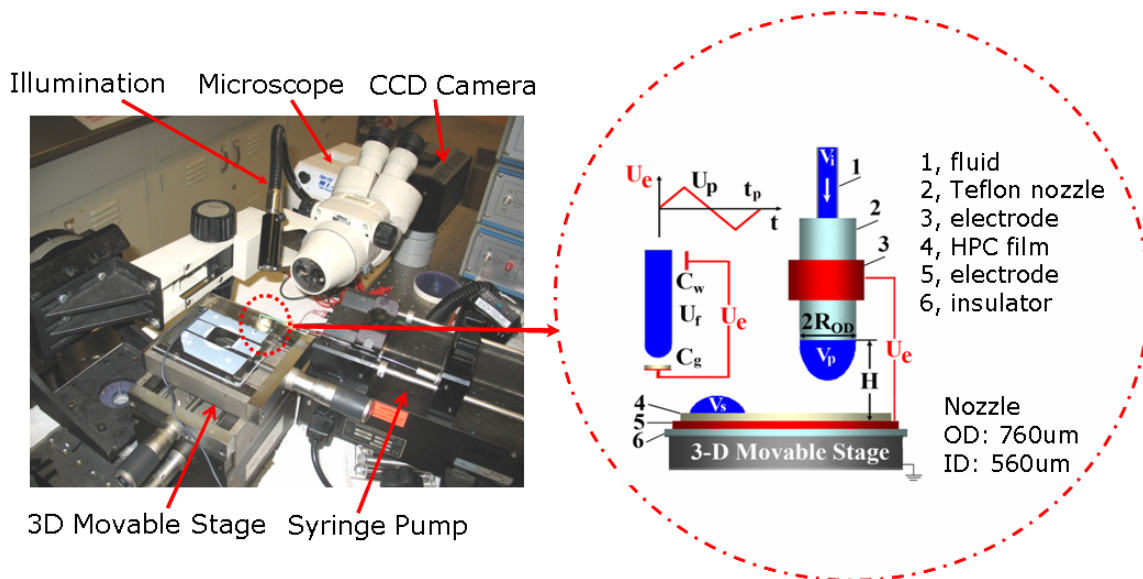 Illumination
Microscope
CCD Camera
3D Movable Stage
Syringe Pump
Ue
Up
tp
t
Cw
Uf
Ue
Cg
Vi
1
2
3
2ROD
Vp
H
Ue
Vs
4
5
6
3-D Movable Stage
1, fluid
2, Teflon nozzle
3, electrode
4, HPC film
5, electrode
6, insulator
Nozzle
OD: 760um
ID: 560um